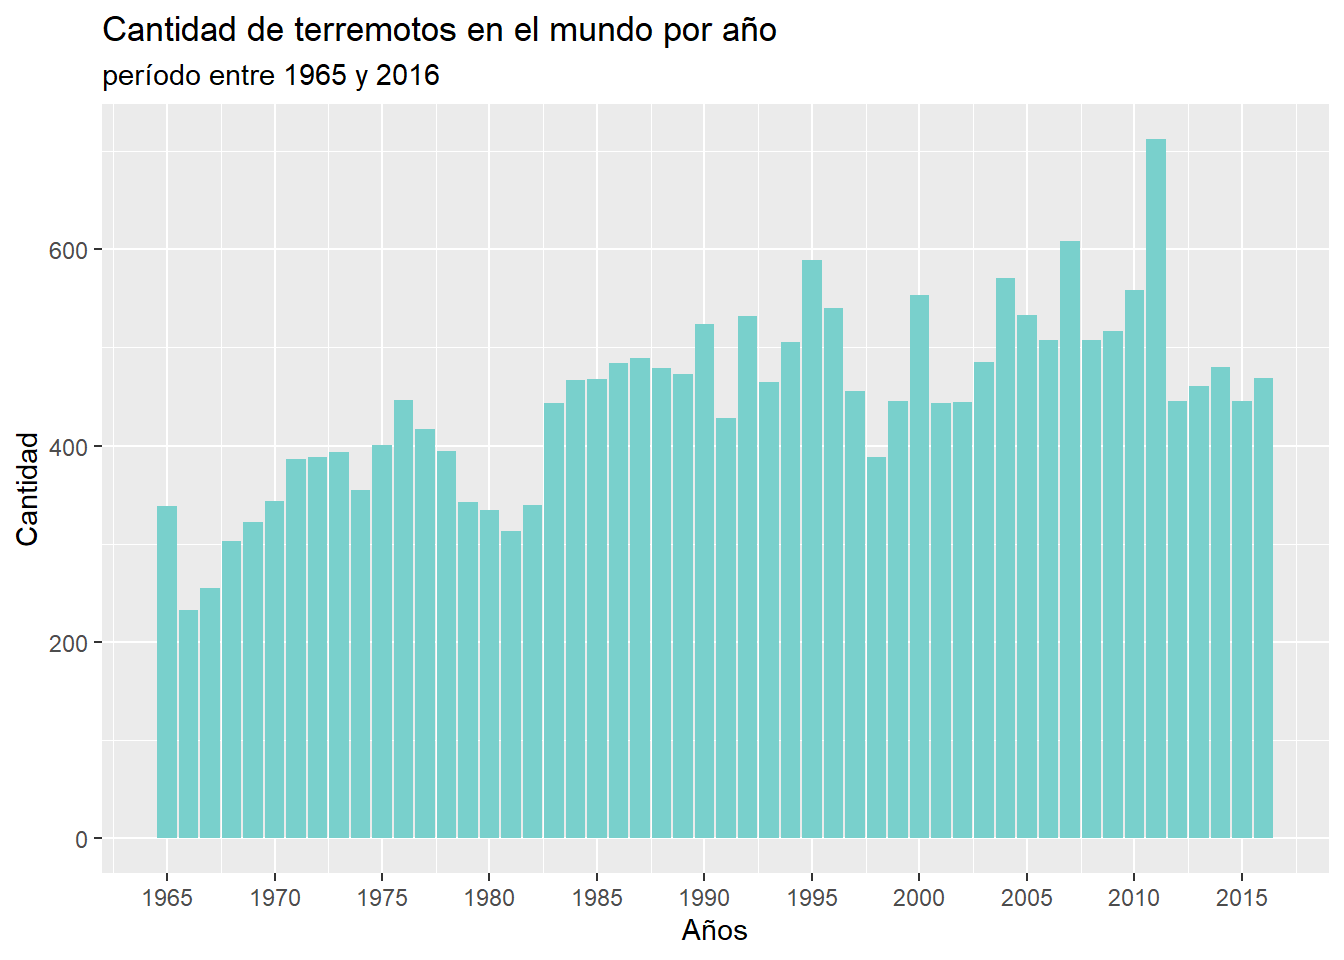 Cantidad de terremotos en el mundo por año
período entre 1965 y 2016
600
400
200
0
Cantidad
1965 1970 1975 1980 1985 1990 1995 2000 2005 2010 2015
Años